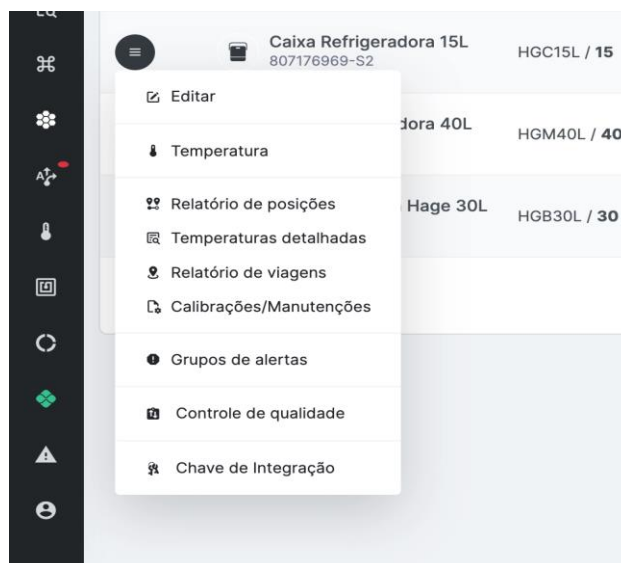 Caixa Refrigeradora 15L
807176969-S2
HGC15L / 15
Editar
dora 40L
HGM40L / 40
Temperatura
Relatório de posições
Hage 30L
HGB30L / 30
Temperaturas detalhadas
Relatório de viagens
Calibrações/Manutenções
Grupos de alertas
Controle de qualidade
Chave de Integração